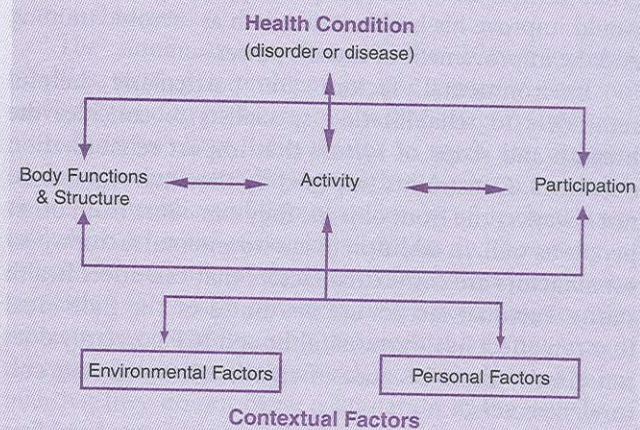 Health Condition
(disorder or disease)
Body Functions
& Structure
Activity
Participation
Environmental Factors
Personal Factors
Contextual Factors